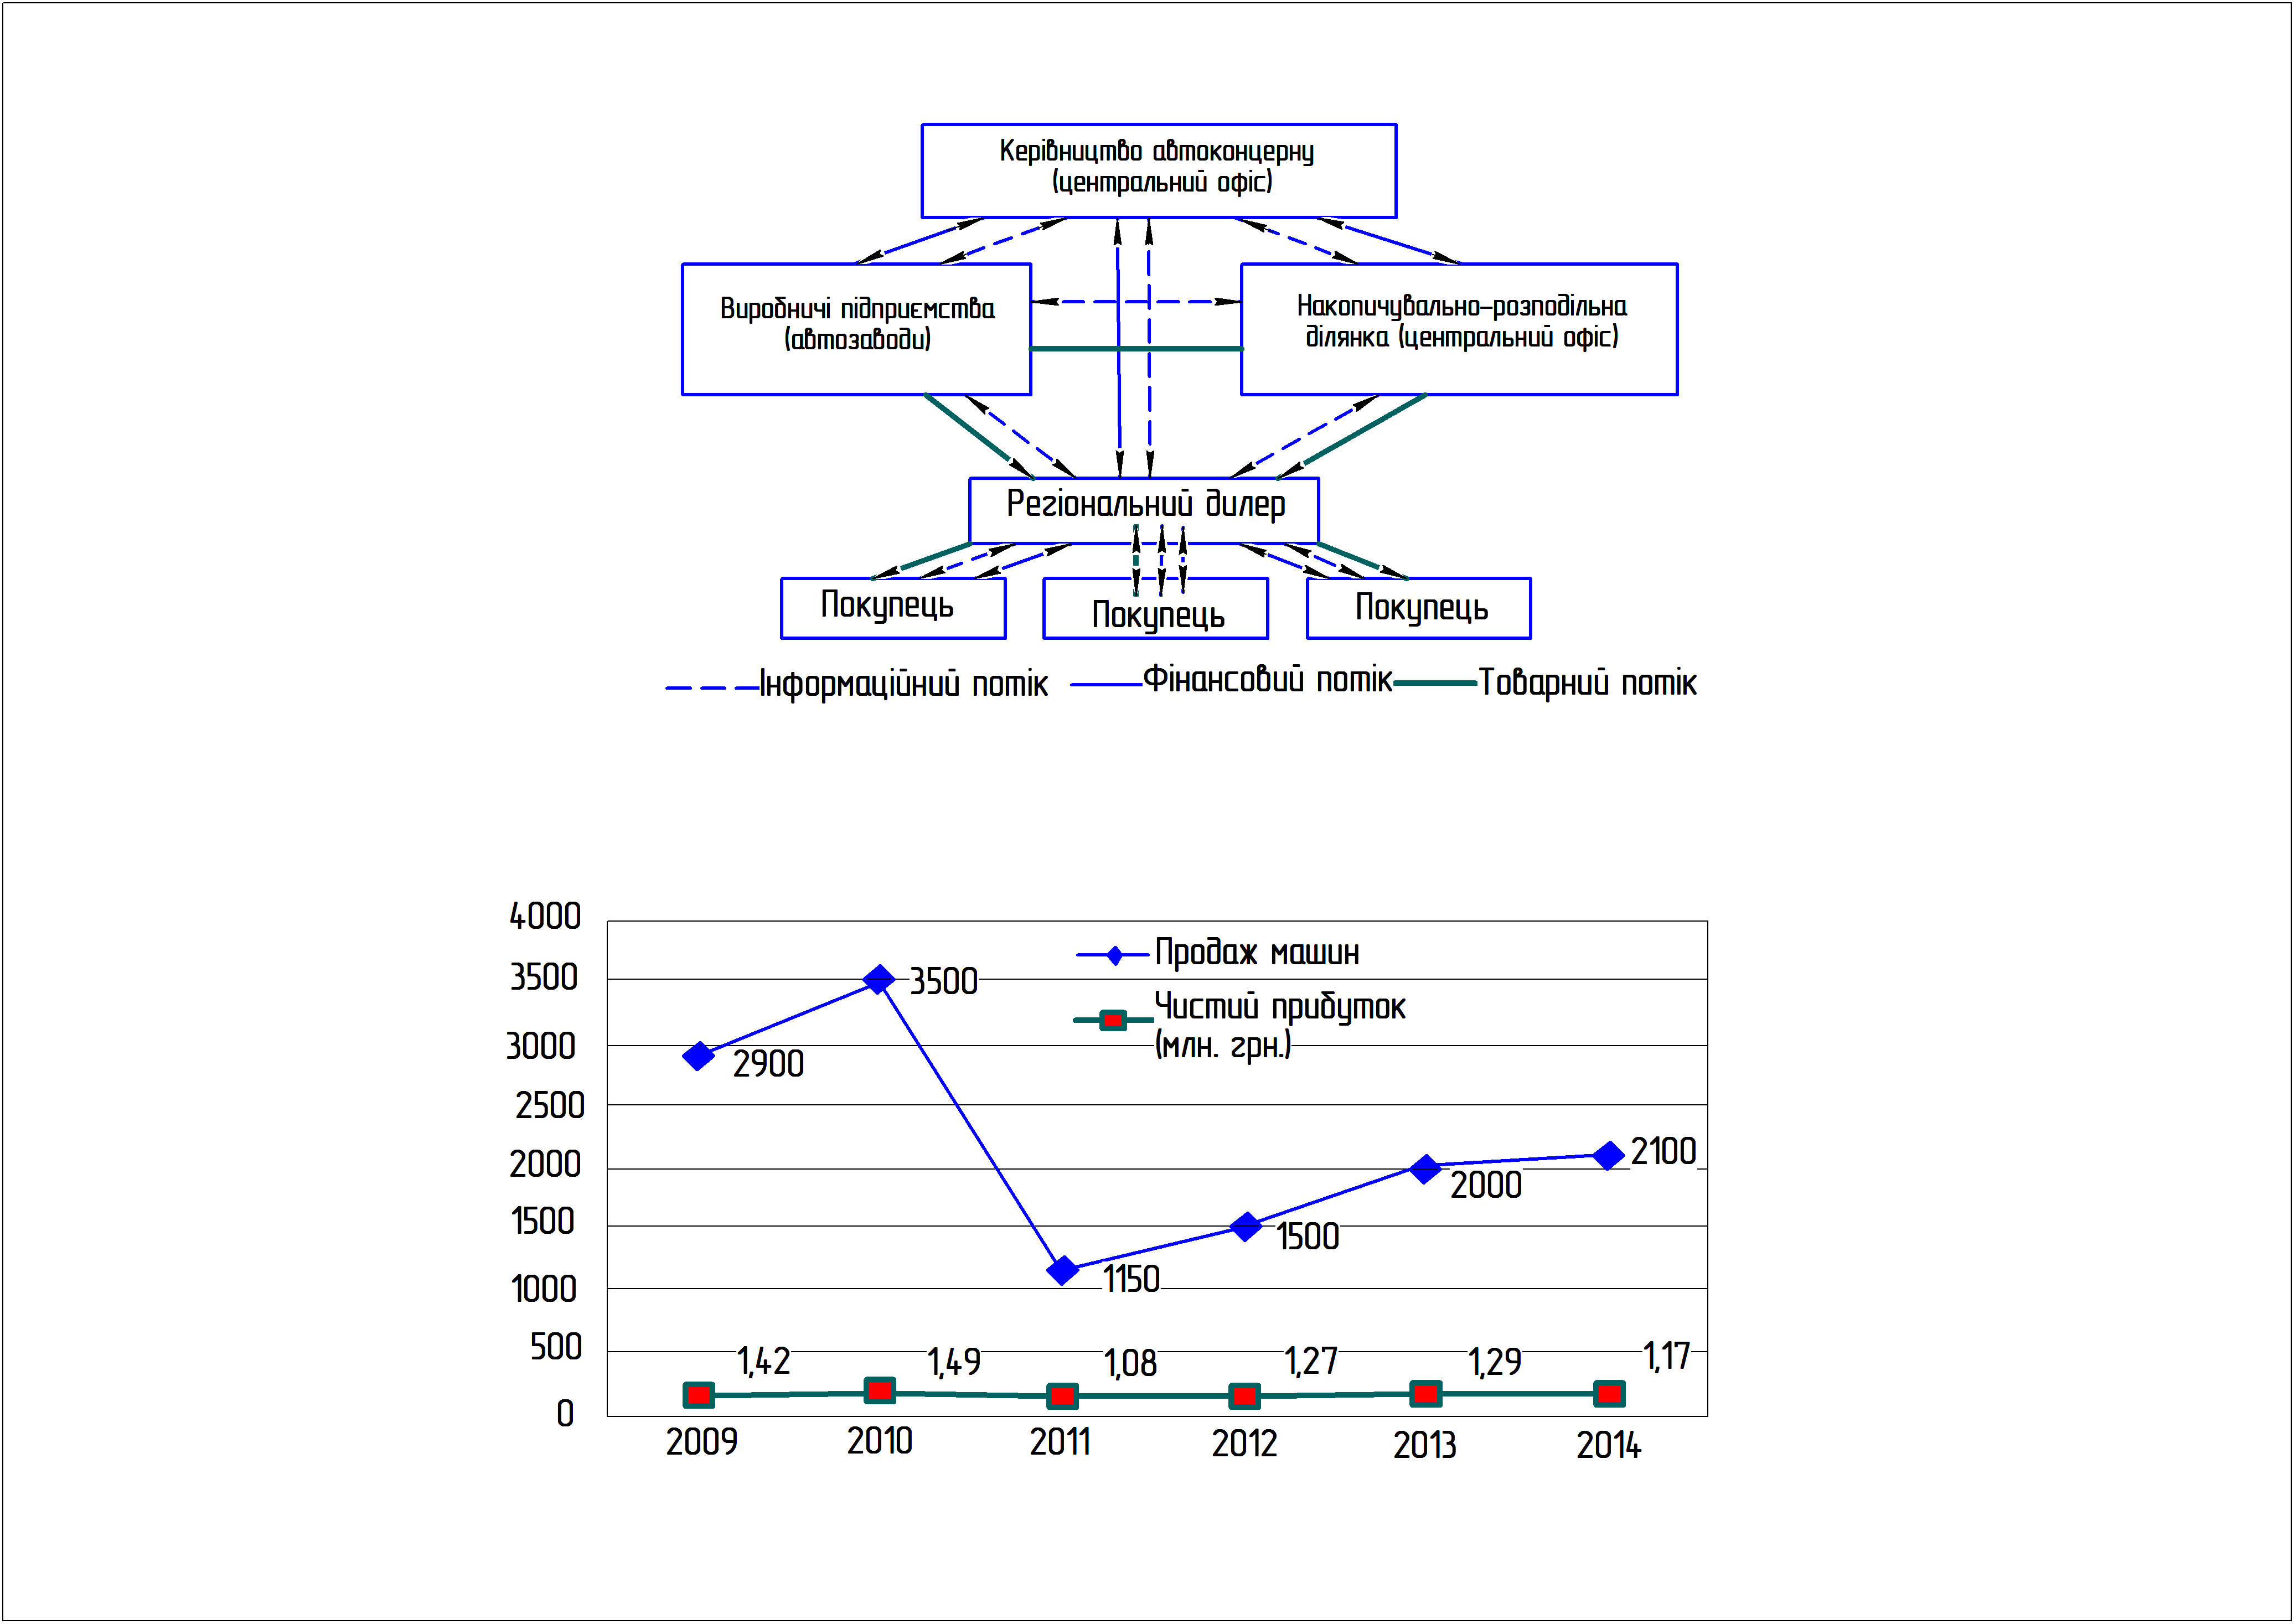 Керівництво автоконцерну
(центральний офіс)
Виробничі підприємства
(автозаводи)
Накопичувально-розподільна
ділянка (центральний офіс)
Регіональний дилер
Покупець
Покупець
Покупець
Інформаційний потік
Фінансовий потік
Товарний потік
4000
3500
3000
2500
2000
1500
1000
500
0
Продаж машин
Чистий прибуток
(млн. грн.)
2900
3500
1150
1500
2000
2100
1,42
1,49
1,08
1,27
1,29
1,17
2009
2010
2011
2012
2013
2014